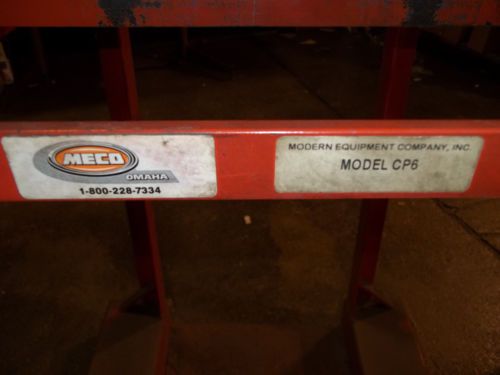 MECO
OMAHA
1-800-228-7334
MODERN EQUIPMENT COMPANY, INC.
MODEL CP6